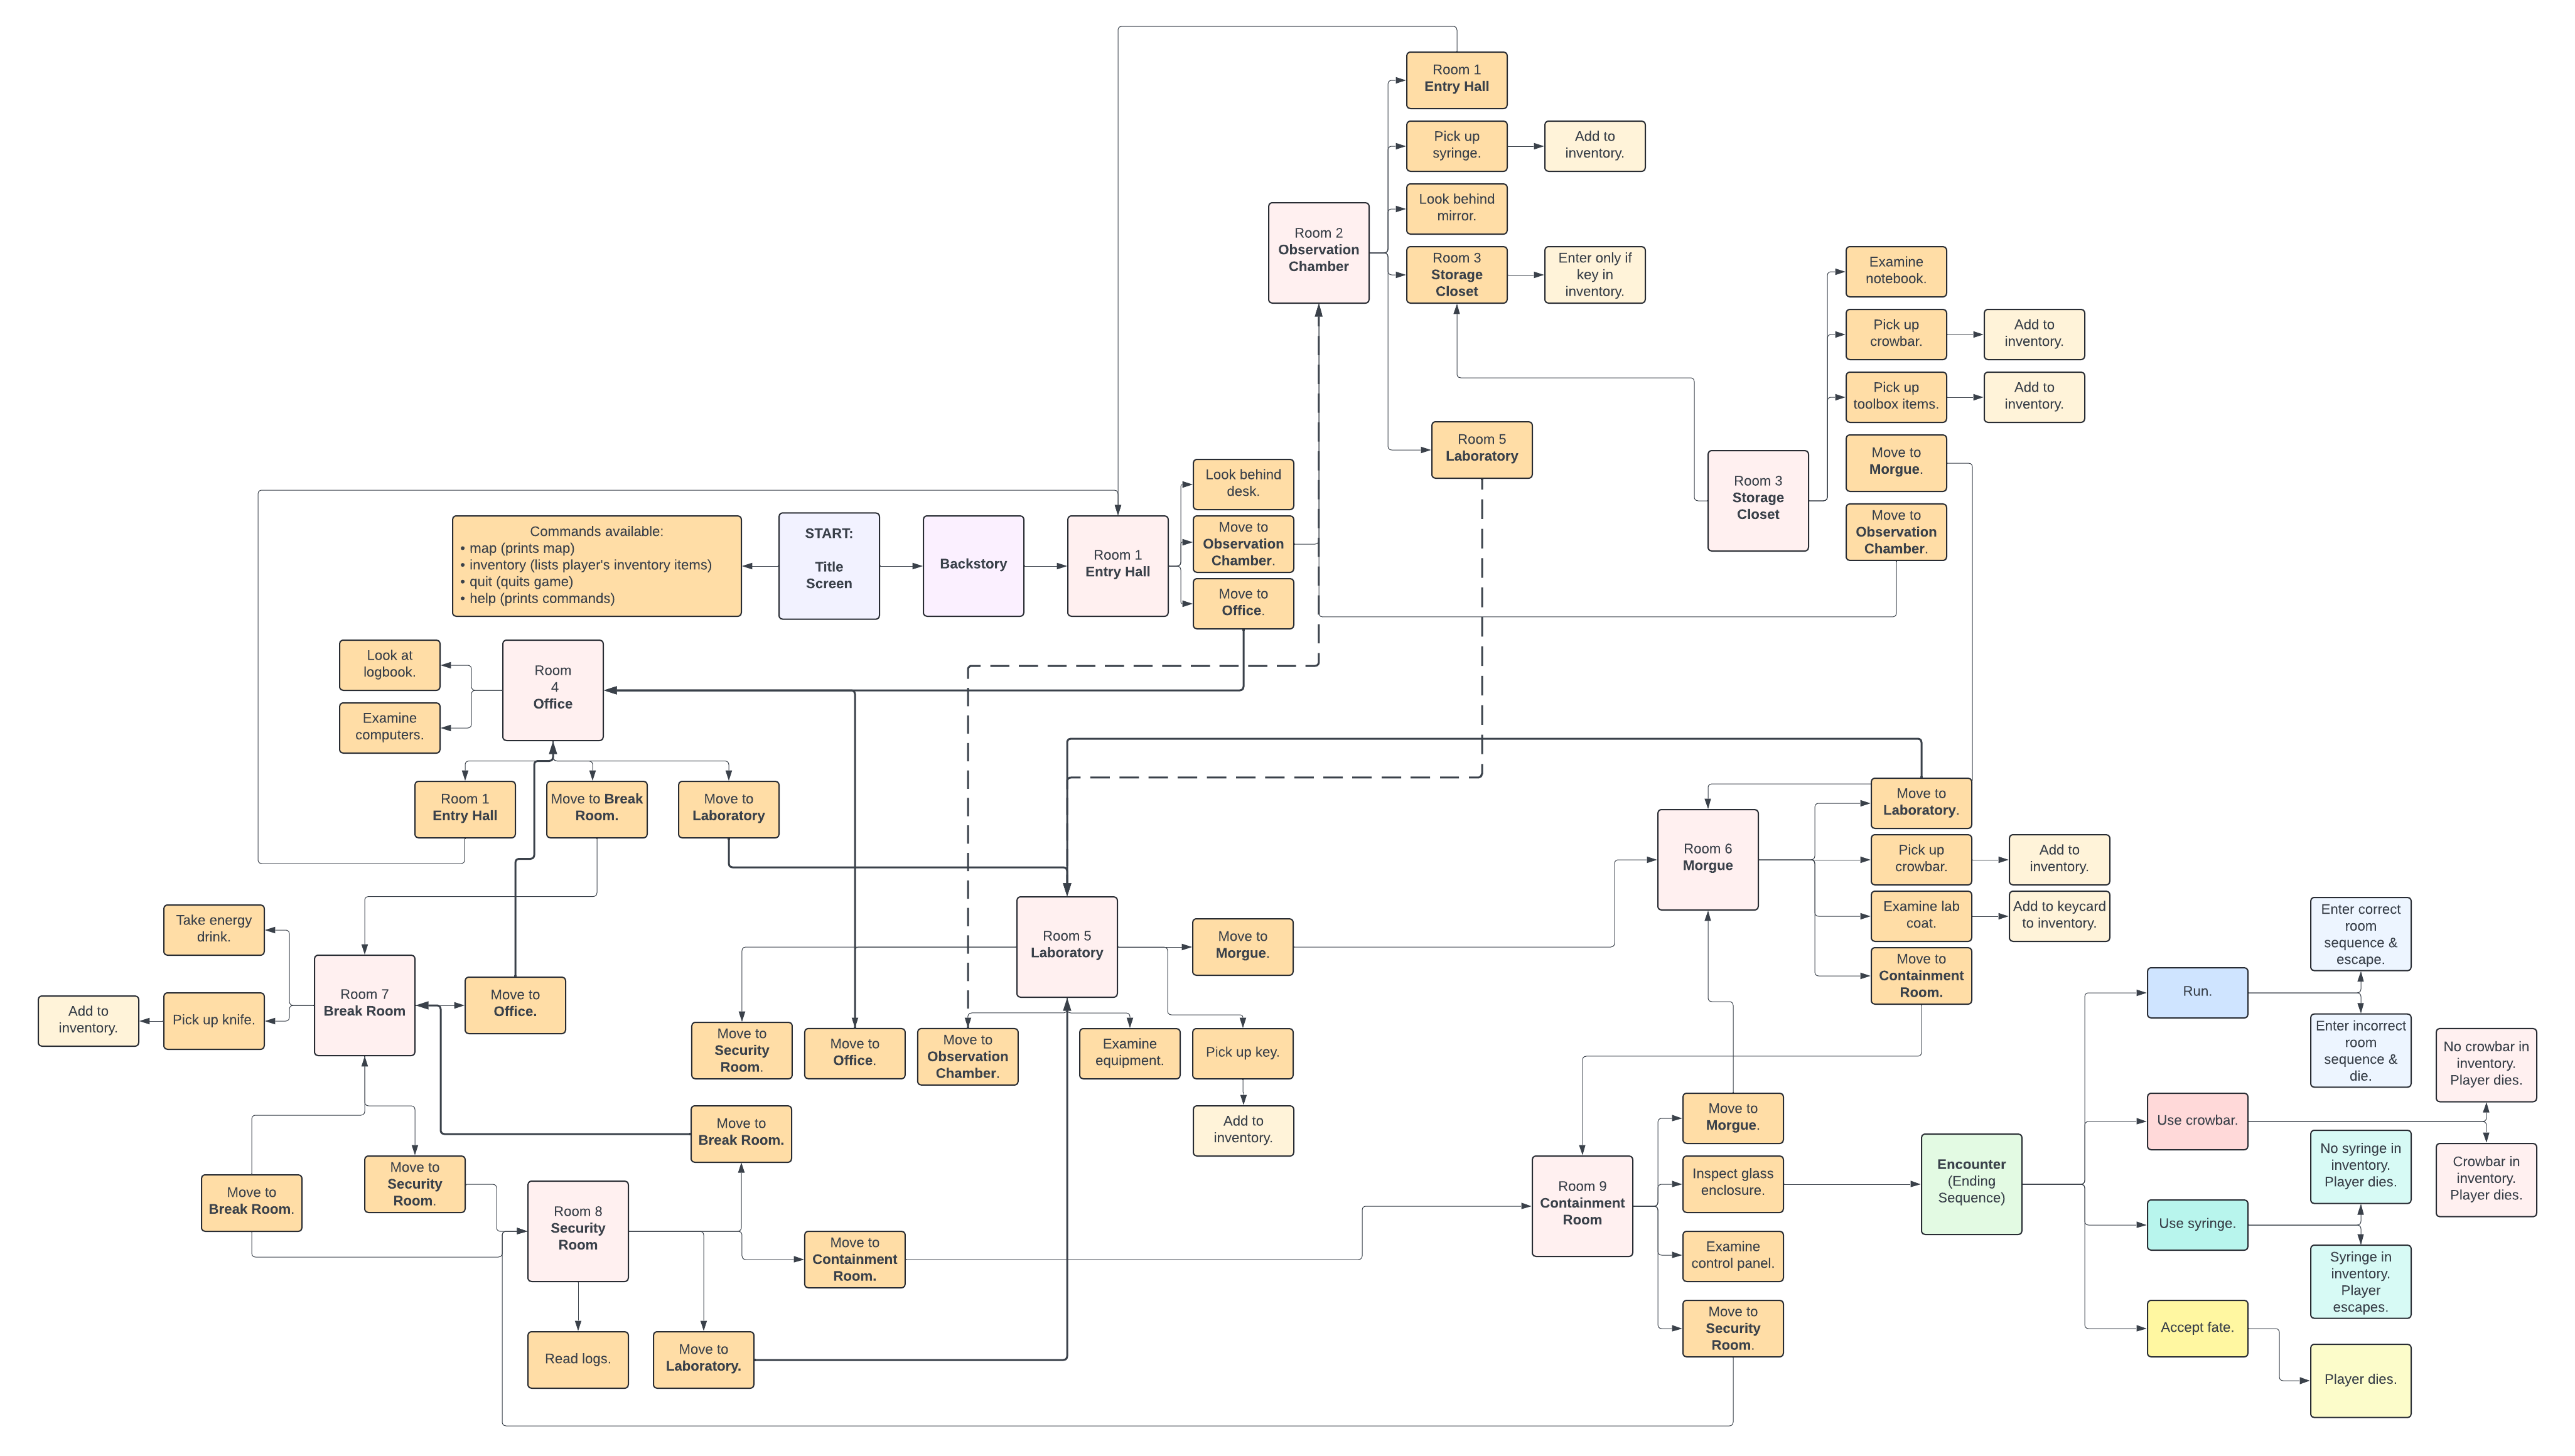 Room 1
Entry Hall
Pick up
syringe.
Add to
inventory.
Look behind
mirror.
Room 2
Observation
Chamber
Room 3
Storage
Closet
Enter only if
key in
inventory.
Examine
notebook.
Pick up
crowbar.
Add to
inventory.
Pick up
toolbox items.
Add to
inventory.
Room 5
Laboratory
Move to
Morgue.
Room 3
Storage
Closet
Move to
Observation
Chamber.
Look behind
desk.
Commands available:
• map (prints map)
• inventory (lists player's inventory items)
• quit (quits game)
• help (prints commands)
START:
Title
Screen
Backstory
Room 1
Entry Hall
Move to
Observation
Chamber.
Move to
Office.
Look at
logbook.
Room
4
Office
Examine
computers.
Room 1
Entry Hall
Move to Break
Room.
Move to
Laboratory
Move to
Laboratory.
Room 6
Morgue
Pick up
crowbar.
Add to
inventory.
Examine lab
coat.
Add to keycard
to inventory.
Move to
Containment
Room.
Take energy
drink.
Room 7
Break Room
Move to
Office.
Add to
inventory.
Pick up knife.
Room 5
Laboratory
Move to
Morgue.
Move to
Security
Room.
Move to
Office.
Move to
Observation
Chamber.
Examine
equipment.
Pick up key.
Add to
inventory.
Enter correct
room
sequence &
escape.
Run.
Enter incorrect
room
sequence &
die.
No crowbar in
inventory.
Player dies.
Use crowbar.
Crowbar in
inventory.
Player dies.
Move to
Break Room.
Move to
Security
Room.
Move to
Break Room.
Room 8
Security
Room
Move to
Containment
Room.
Read logs.
Move to
Laboratory.
Room 9
Containment
Room
Move to
Morgue.
Inspect glass
enclosure.
Examine
control panel.
Move to
Security
Room.
Encounter
(Ending
Sequence)
No syringe in
inventory.
Player dies.
Use syringe.
Syringe in
inventory.
Player
escapes.
Accept fate.
Player dies.